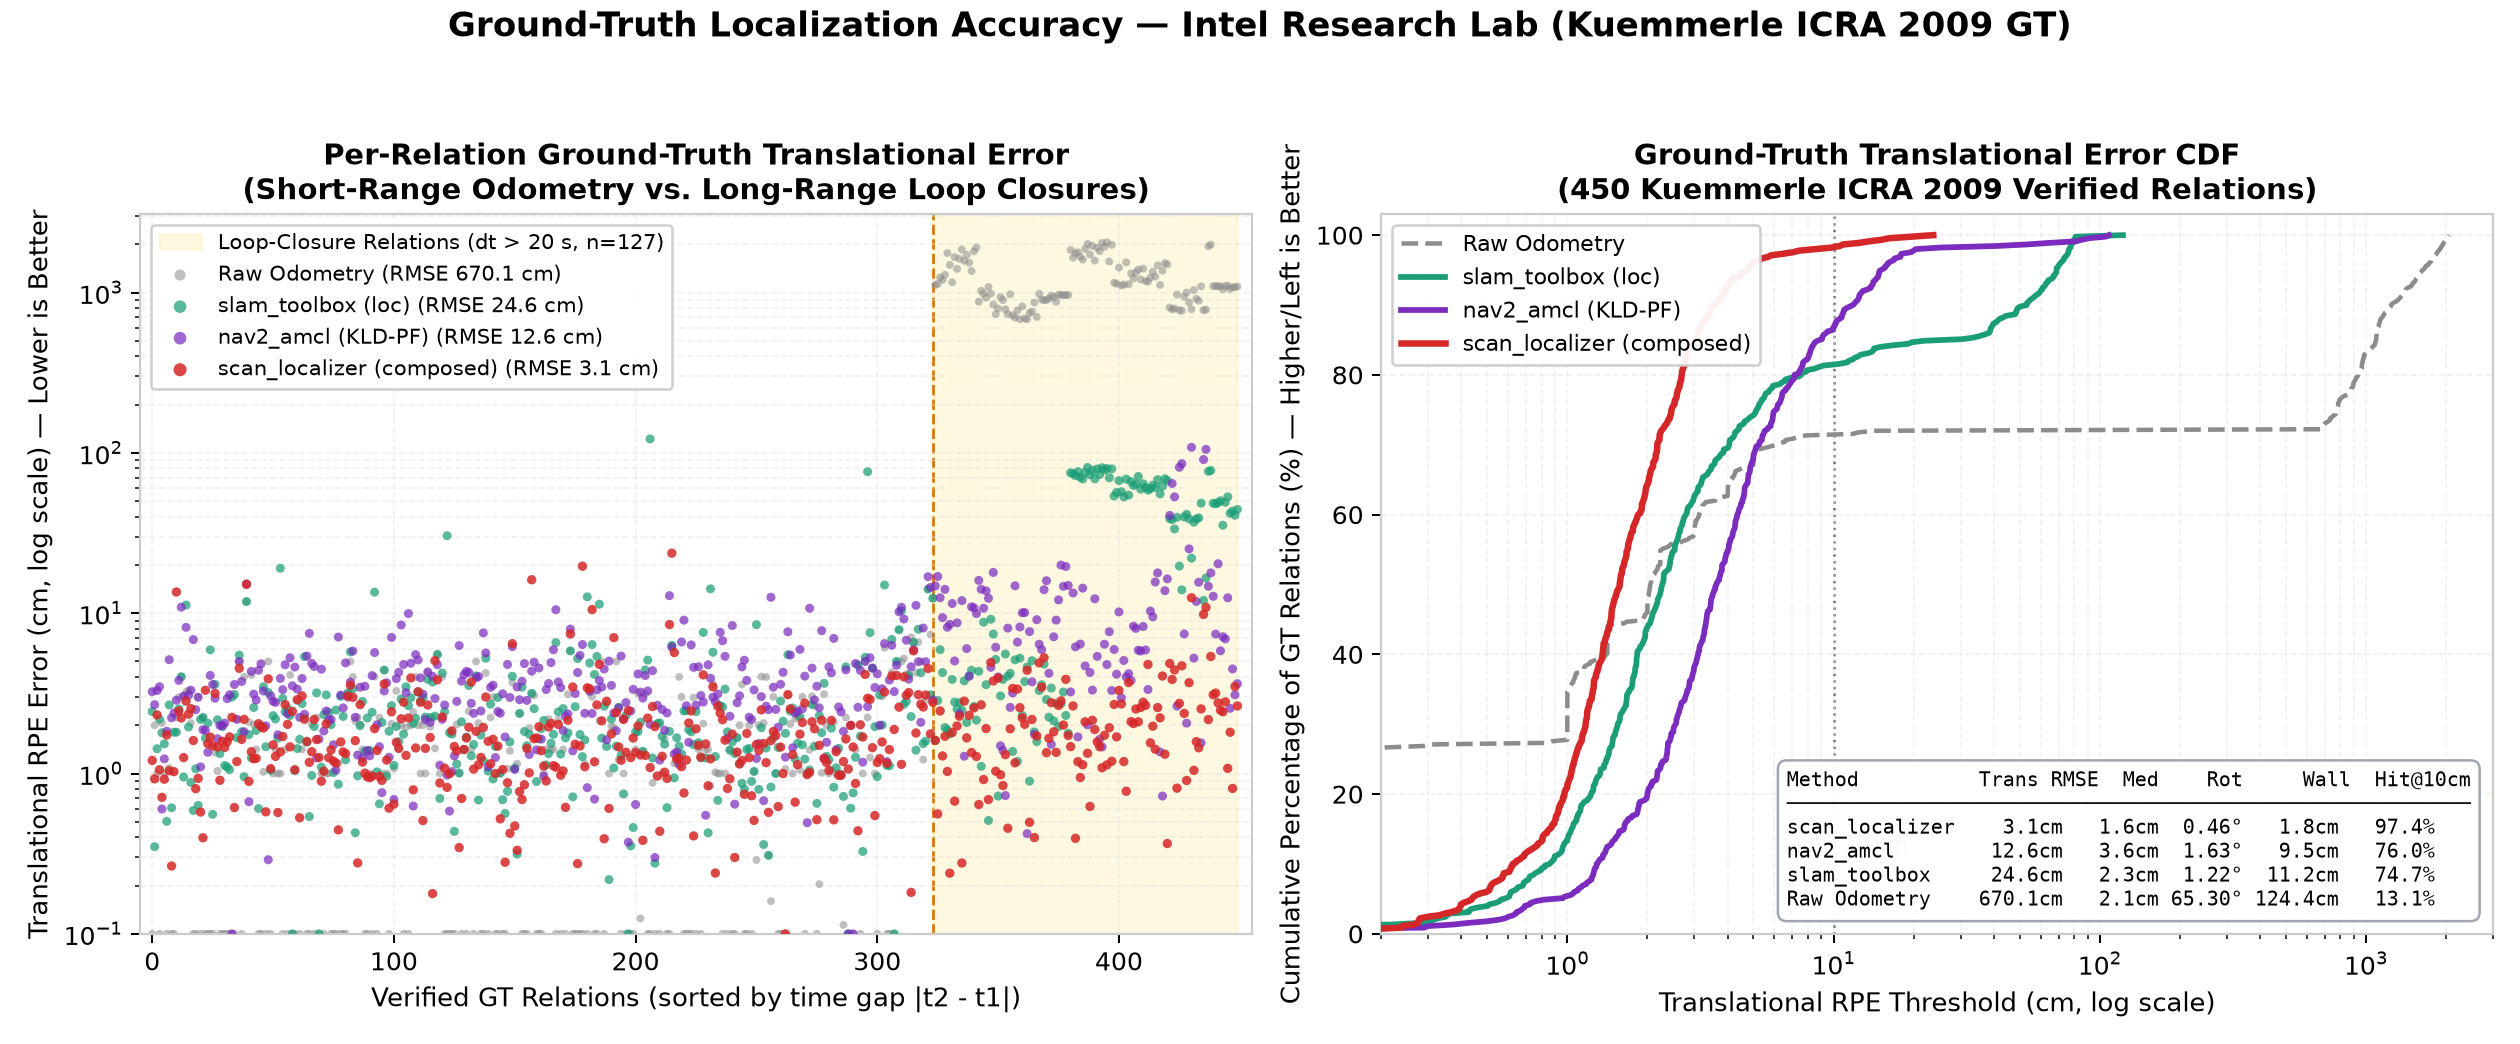 Ground-Truth Localization Accuracy — Intel Research Lab (Kuemmerle ICRA 2009 GT)
Per-Relation Ground-Truth Translational Error
(Short-Range Odometry vs. Long-Range Loop Closures)
Translational RPE Error (cm, log scale) — Lower is Better
10³
10²
10¹
10⁰
10⁻¹
Loop-Closure Relations (dt > 20 s, n=127)
Raw Odometry (RMSE 670.1 cm)
slam_toolbox (loc) (RMSE 24.6 cm)
nav2_amcl (KLD-PF) (RMSE 12.6 cm)
scan_localizer (composed) (RMSE 3.1 cm)
0 100 200 300 400
Verified GT Relations (sorted by time gap |t2 - t1|)
Ground-Truth Translational Error CDF
(450 Kuemmerle ICRA 2009 Verified Relations)
Cumulative Percentage of GT Relations (%) — Higher/Left is Better
100
80
60
40
20
0
Raw Odometry
slam_toolbox (loc)
nav2_amcl (KLD-PF)
scan_localizer (composed)
Method Trans RMSE Med Rot Wall Hit@10cm
scan_localizer 3.1cm 1.6cm 0.46° 1.8cm 97.4%
nav2_amcl 12.6cm 3.6cm 1.63° 9.5cm 76.0%
slam_toolbox 24.6cm 2.3cm 1.22° 11.2cm 74.7%
Raw Odometry 670.1cm 2.1cm 65.30° 124.4cm 13.1%
10⁰ 10¹ 10² 10³
Translational RPE Threshold (cm, log scale)